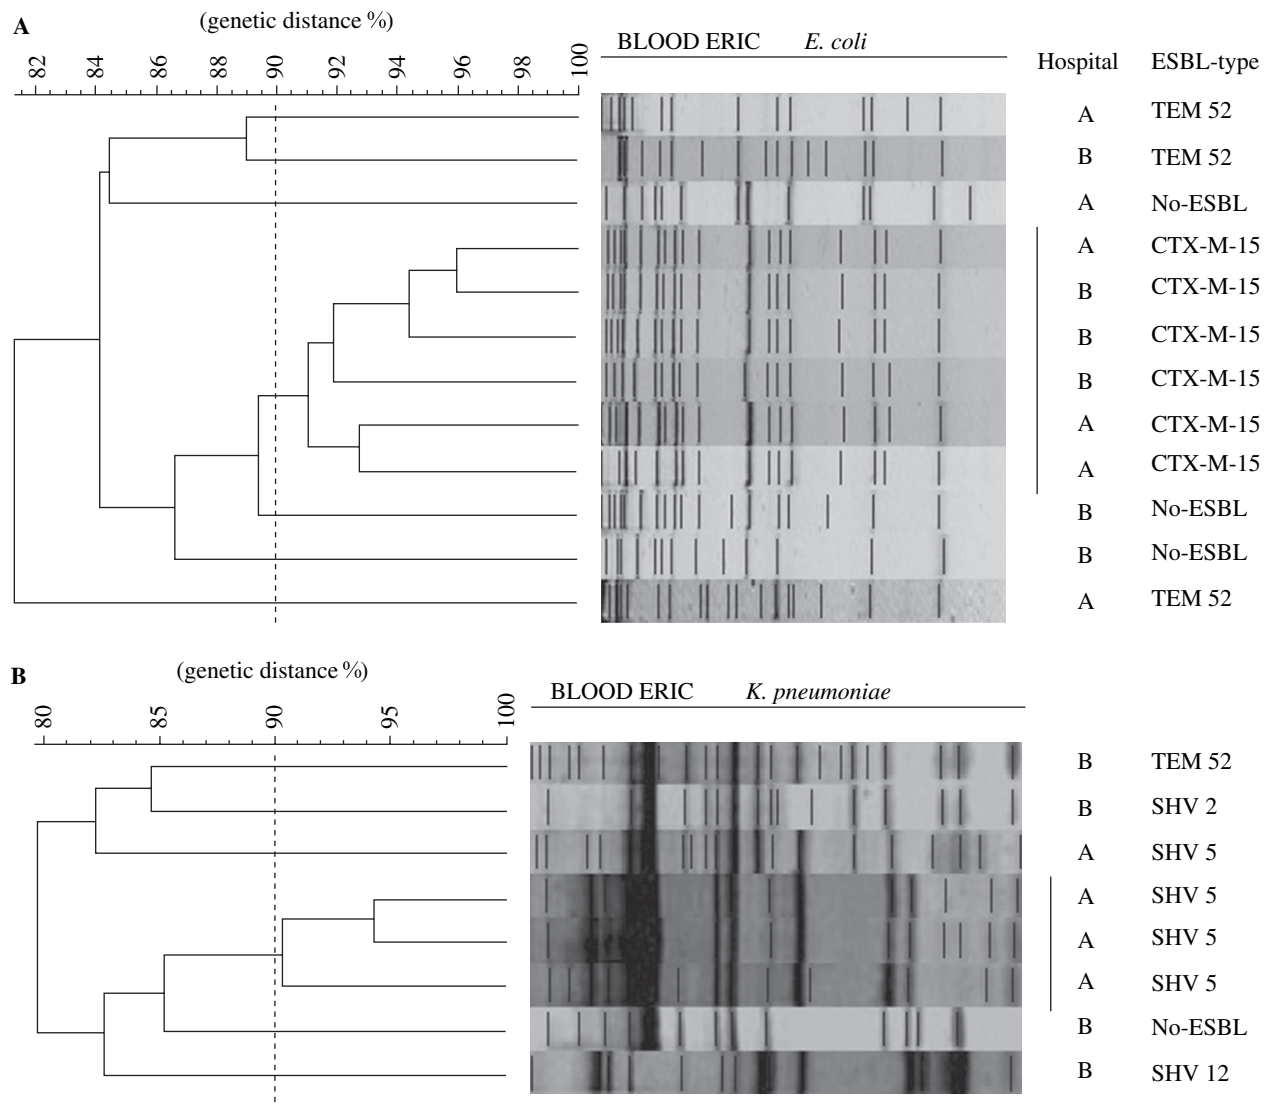 A
(genetic distance %)
82 84 86 88 90 92 94 96 98 100
BLOOD ERIC E. coli
Hospital ESBL-type
A TEM 52
B TEM 52
A No-ESBL
A CTX-M-15
B CTX-M-15
B CTX-M-15
B CTX-M-15
A CTX-M-15
A CTX-M-15
B No-ESBL
B No-ESBL
A TEM 52
B
(genetic distance %)
80 85 90 95 100
BLOOD ERIC K. pneumoniae
B TEM 52
B SHV 2
A SHV 5
A SHV 5
A SHV 5
A SHV 5
B No-ESBL
B SHV 12